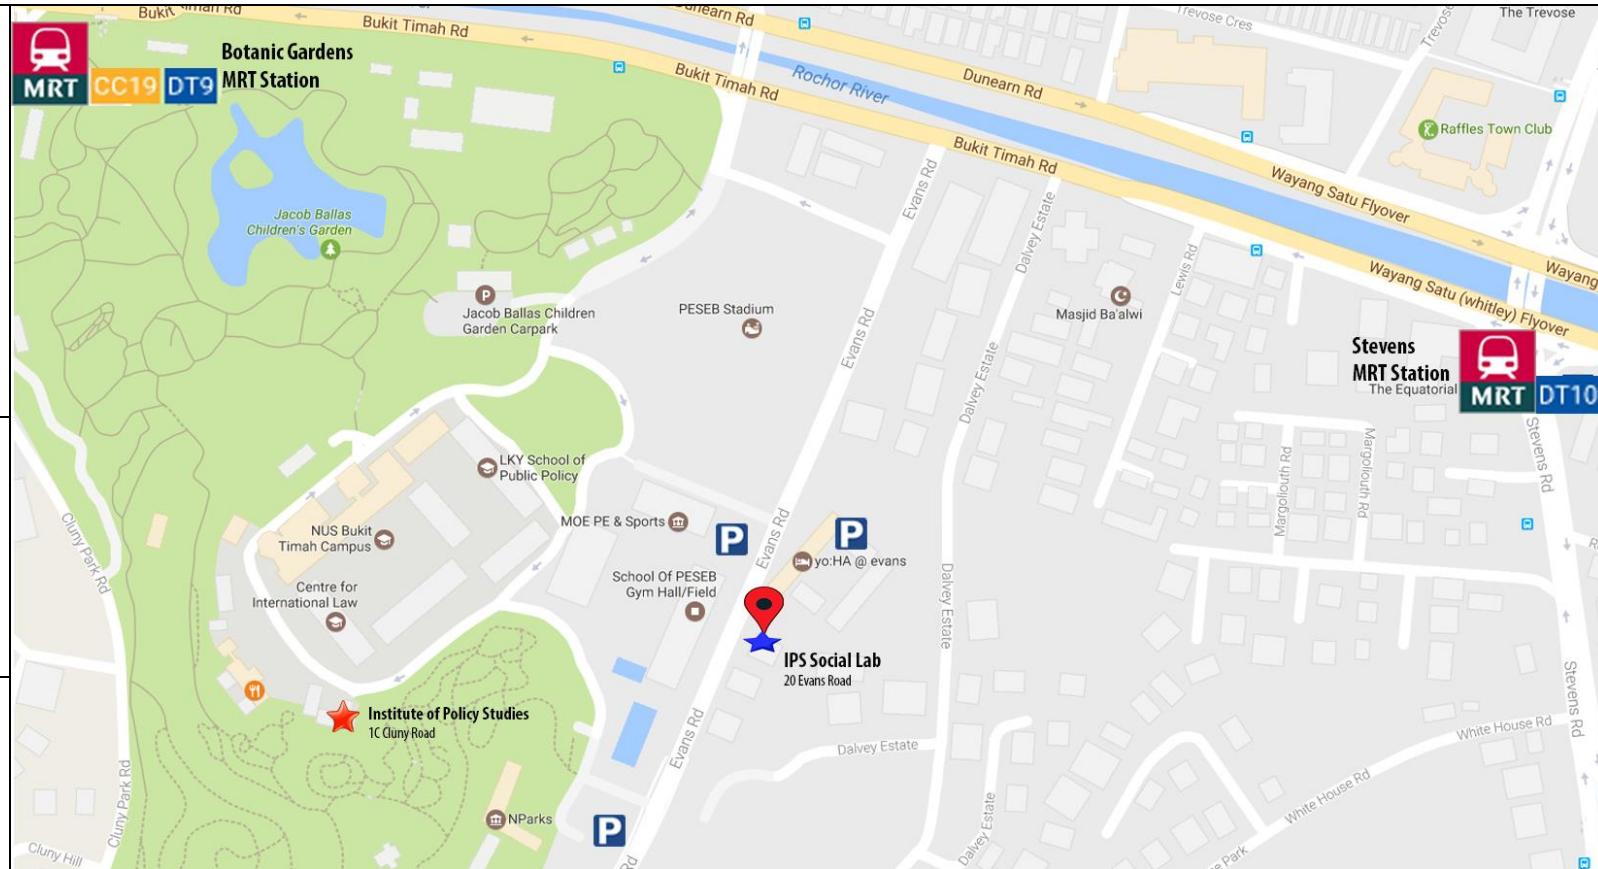 Bukit Timah Rd
Bukit Timah Rd
Dunearn Rd
Trevose Cres
Trevose
The Trevose
MRT
CC19
DT9
Botanic Gardens
MRT Station
Bukit Timah Rd
Rochor River
Dunearn Rd
Raffles Town Club
Bukit Timah Rd
Wayang Satu Flyover
Wayang
Wayang Satu (whitley) Flyover
Evans Rd
Dalvey Estate
Lewis Rd
Jacob Ballas
Children's Garden
P
Jacob Ballas Children
Garden Carpark
PESEB Stadium
Masjid Ba'alwi
Evans Rd
Dalvey Estate
Stevens
MRT Station
The Equatorial
MRT
DT10
Stevens Rd
Margoliouth Rd
Margoliouth Rd
LKY School of
Public Policy
NUS Bukit
Timah Campus
MOE PE & Sports
P
Evans Rd
P
yo:HA @ evans
Cluny Park Rd
Centre for
International Law
School Of PESEB
Gym Hall/Field
Dalvey Estate
IPS Social Lab
20 Evans Road
Institute of Policy Studies
1C Cluny Road
Stevens Rd
Evans Rd
Dalvey Estate
White House Rd
White House Rd
Cluny Park Rd
NParks
P
Dalvey Estate
Cluny Hill
Rd
e Park